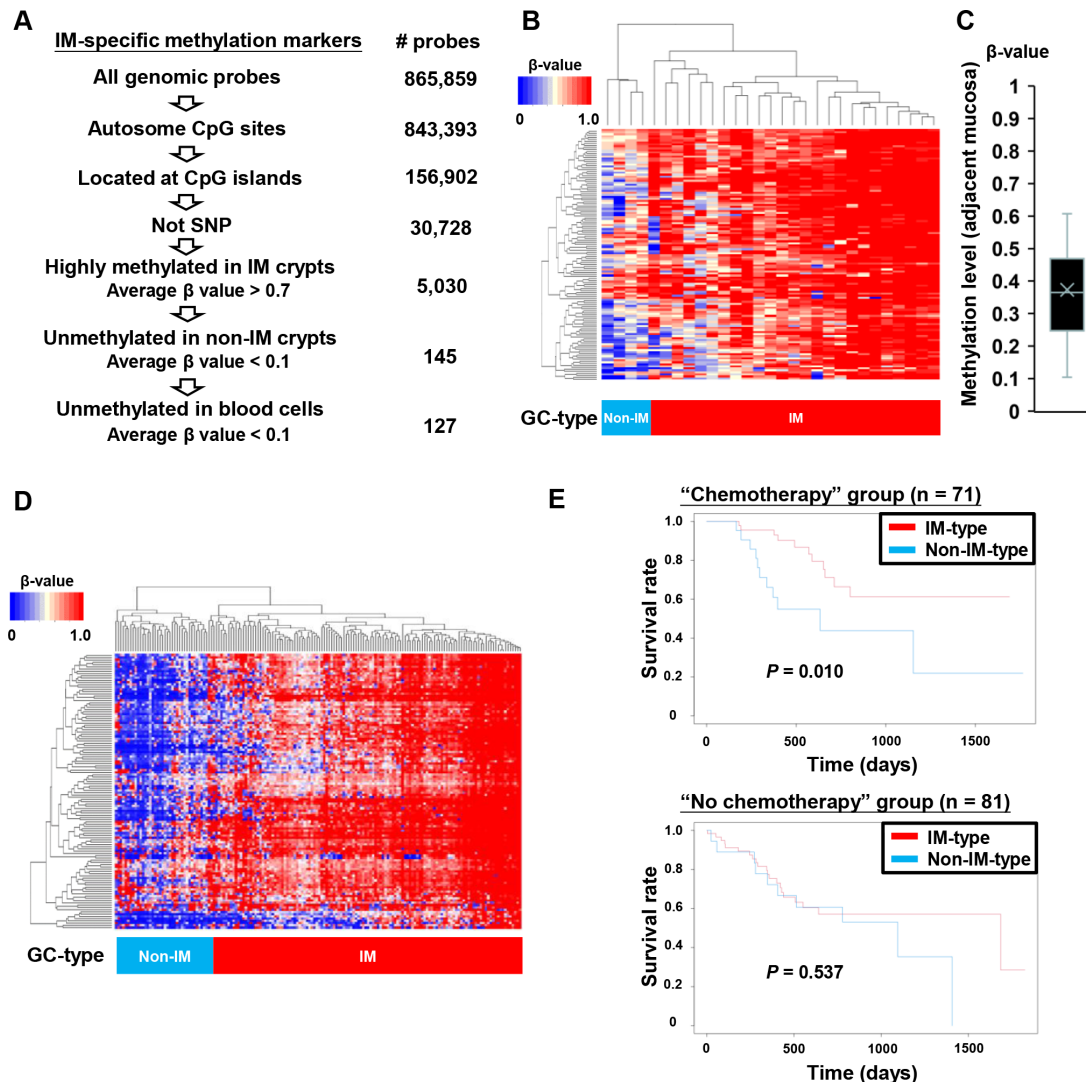 A
IM-specific methylation markers # probes
All genomic probes 865,859
Autosome CpG sites 843,393
Located at CpG islands 156,902
Not SNP 30,728
Highly methylated in IM crypts
Average β value > 0.7 5,030
Unmethylated in non-IM crypts
Average β value < 0.1 145
Unmethylated in blood cells
Average β value < 0.1 127
B
β-value
0 1.0
GC-type Non-IM IM
C
β-value
Methylation level (adjacent mucosa)
1
0.9
0.8
0.7
0.6
0.5
0.4
0.3
0.2
0.1
0
D
β-value
0 1.0
GC-type Non-IM IM
E
“Chemotherapy” group (n = 71)
IM-type
Non-IM-type
Survival rate
1.0
0.8
0.6
0.4
0.2
0
P = 0.010
0 500 1000 1500
Time (days)
“No chemotherapy” group (n = 81)
IM-type
Non-IM-type
Survival rate
1.0
0.8
0.6
0.4
0.2
0
P = 0.537
0 500 1000 1500
Time (days)